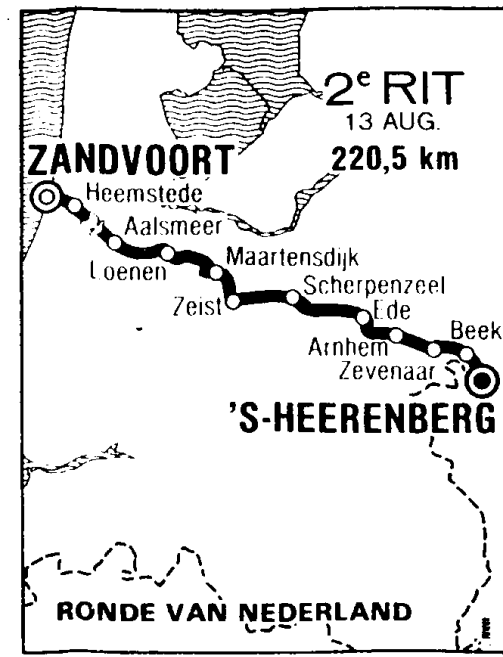 2e RIT
13 AUG.
220,5 km
ZANDVOORT
Heemstede
Aalsmeer
Loenen
Maartensdijk
Zeist
Scherpenzeel
Ede
Arnhem
Beek
Zevenaar
'S-HEERENBERG
RONDE VAN NEDERLAND